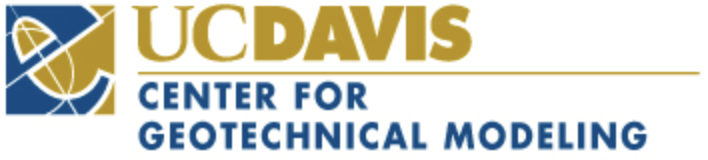 UCDAVIS
CENTER FOR
GEOTECHNICAL MODELING